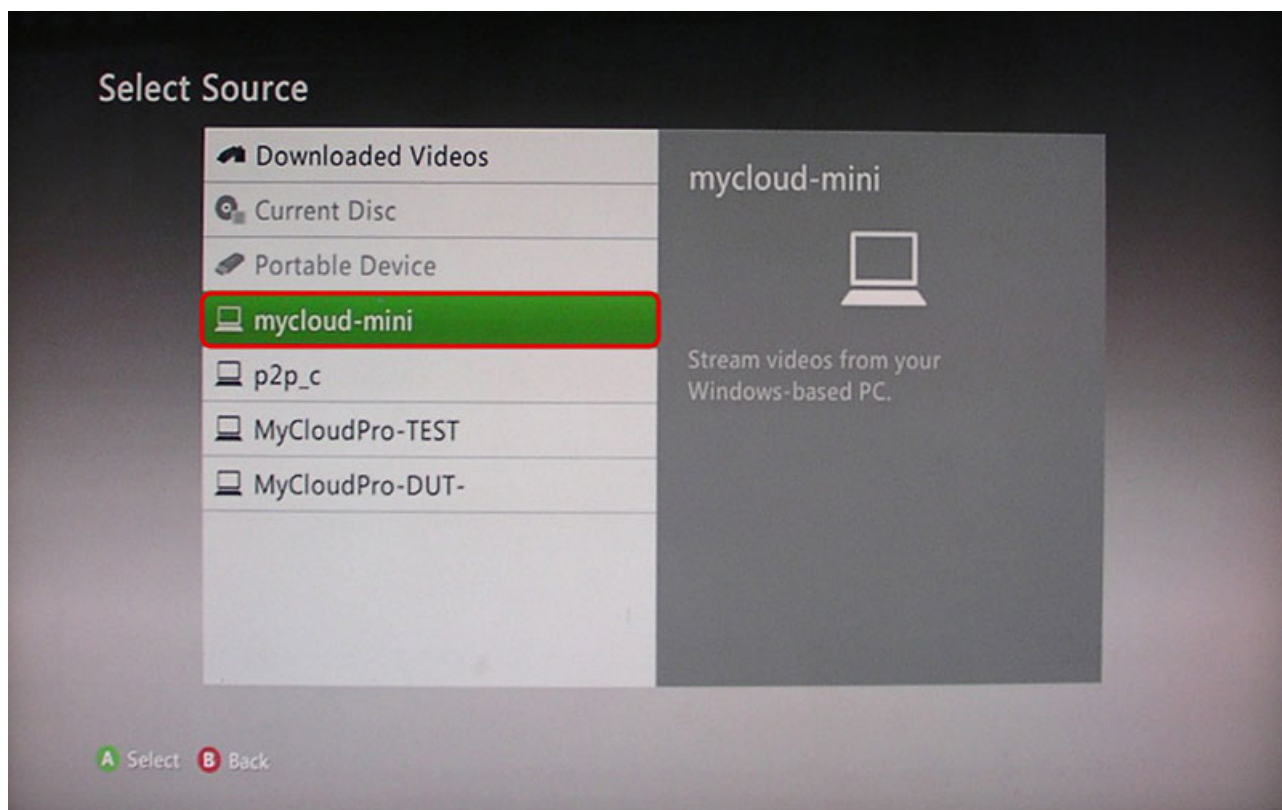 Select Source
Downloaded Videos
Current Disc
Portable Device
mycloud-mini
p2p_c
MyCloudPro-TEST
MyCloudPro-DUT-
mycloud-mini
Stream videos from your
Windows-based PC.
A Select B Back